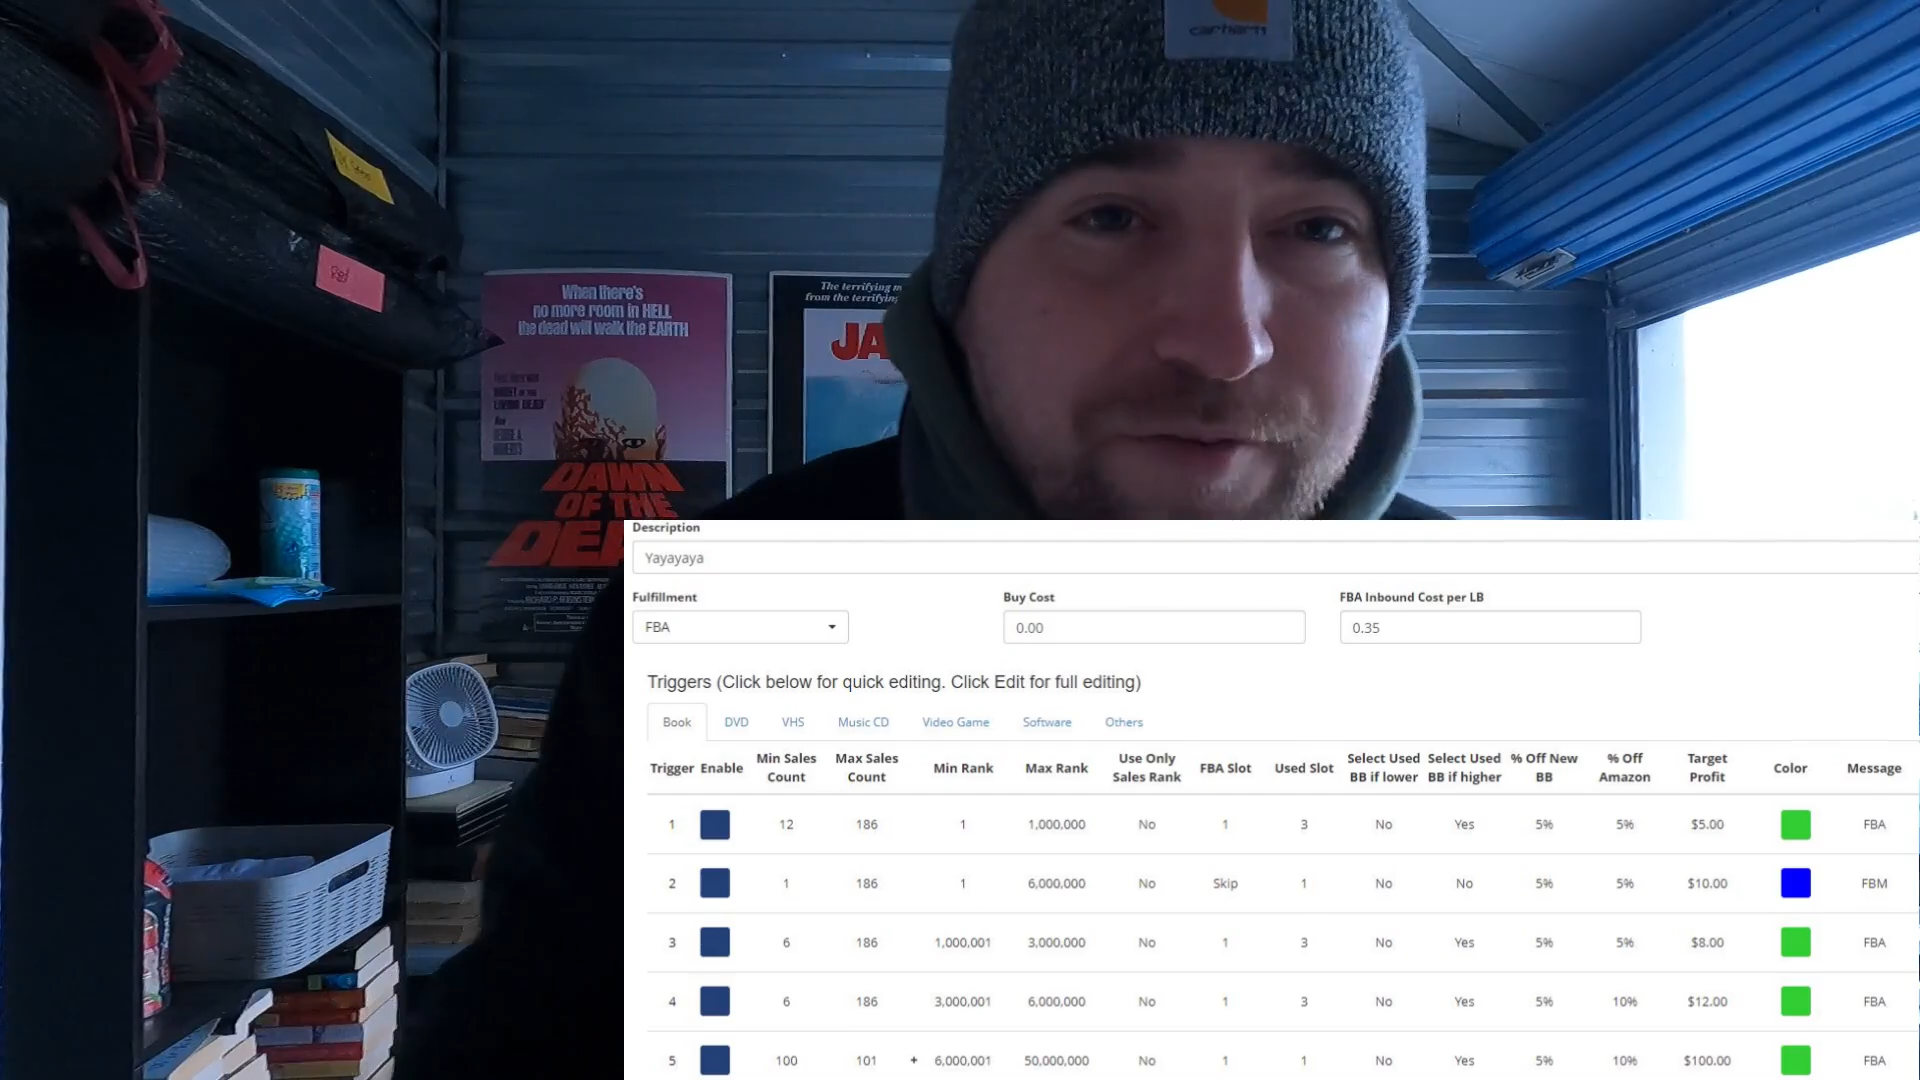 carhartt
When there's
no more room in HELL
the dead will walk the EARTH
The terrifying
from the terrifying
JA
DAWN
OF THE
DEA
Description
Yayayaya
Fulfillment Buy Cost FBA Inbound Cost per LB
FBA 0.00 0.35
Triggers (Click below for quick editing. Click Edit for full editing)
Book DVD VHS Music CD Video Game Software Others
Trigger Enable Min Sales Count Max Sales Count Min Rank Max Rank Use Only Sales Rank FBA Slot Used Slot Select Used BB if lower Select Used BB if higher % Off New BB % Off Amazon Target Profit Color Message
1 12 186 1 1,000,000 No 1 3 No Yes 5% 5% $5.00 FBA
2 1 186 1 6,000,000 No Skip 1 No No 5% 5% $10.00 FBM
3 6 186 1,000,001 3,000,000 No 1 3 No Yes 5% 5% $8.00 FBA
4 6 186 3,000,001 6,000,000 No 1 3 No Yes 5% 10% $12.00 FBA
5 100 101 + 6,000,001 50,000,000 No 1 1 No Yes 5% 10% $100.00 FBA